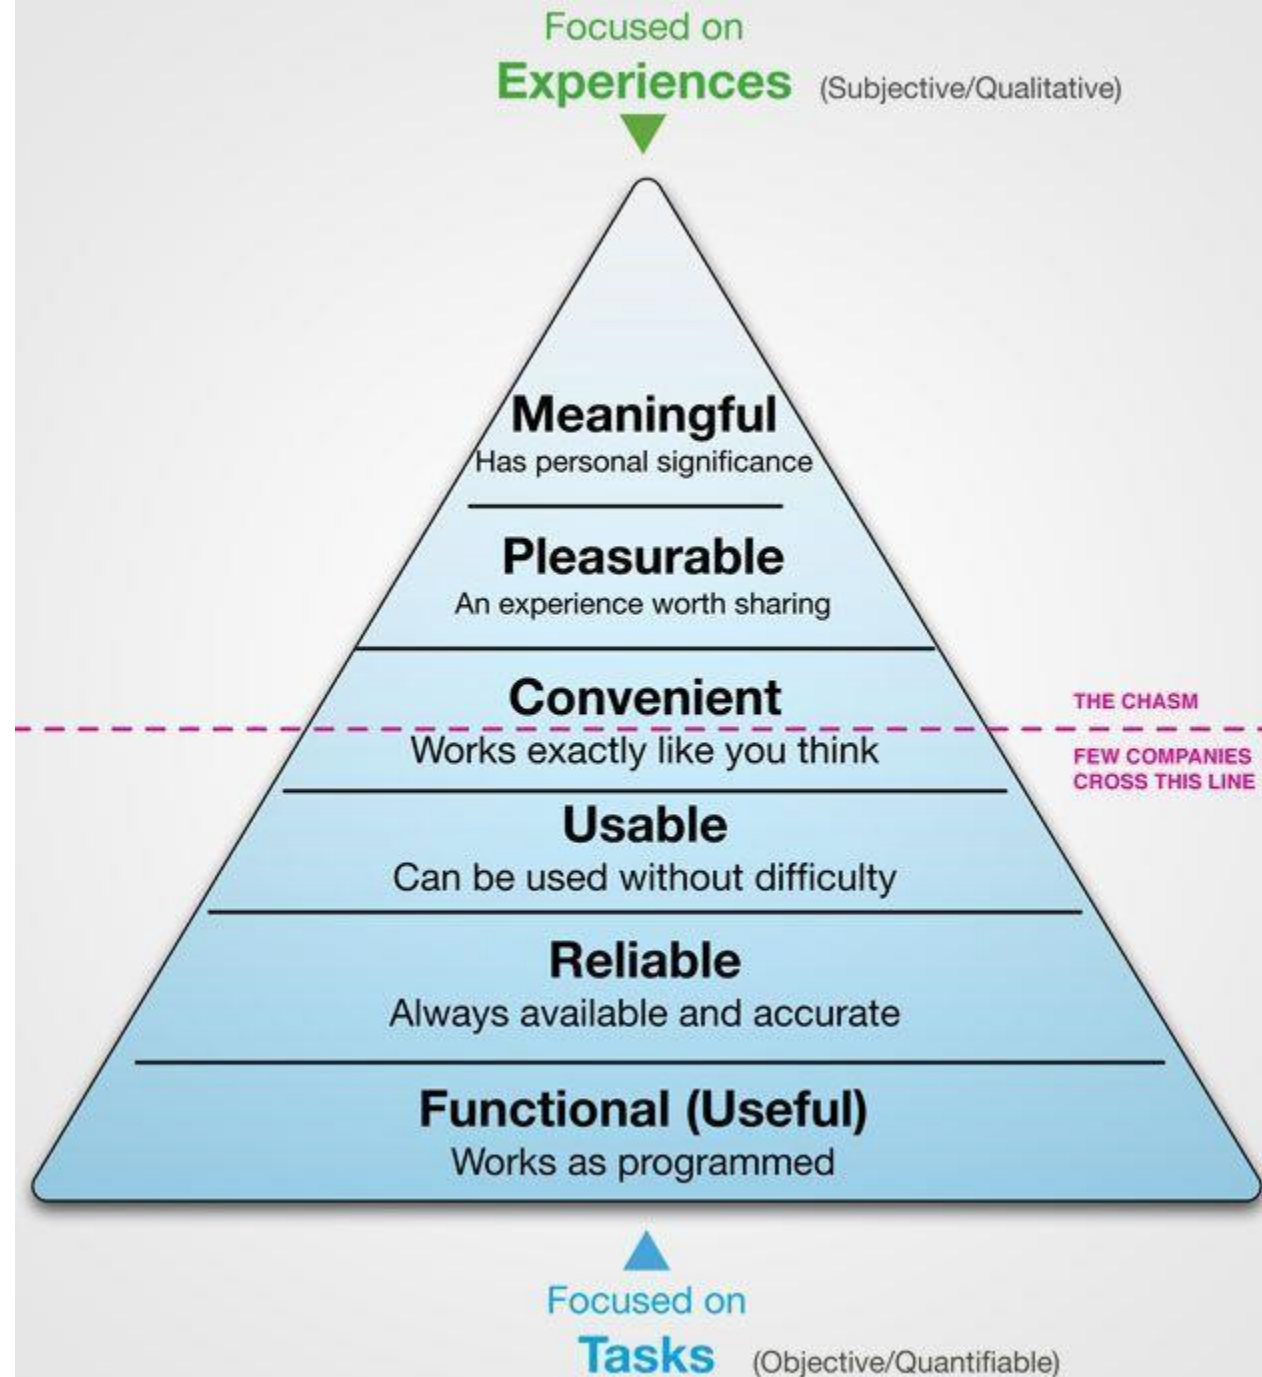 Focused on
Experiences (Subjective/Qualitative)
Meaningful
Has personal significance
Pleasurable
An experience worth sharing
Convenient
THE CHASM
Works exactly like you think
FEW COMPANIES
CROSS THIS LINE
Usable
Can be used without difficulty
Reliable
Always available and accurate
Functional (Useful)
Works as programmed
Focused on
Tasks (Objective/Quantifiable)